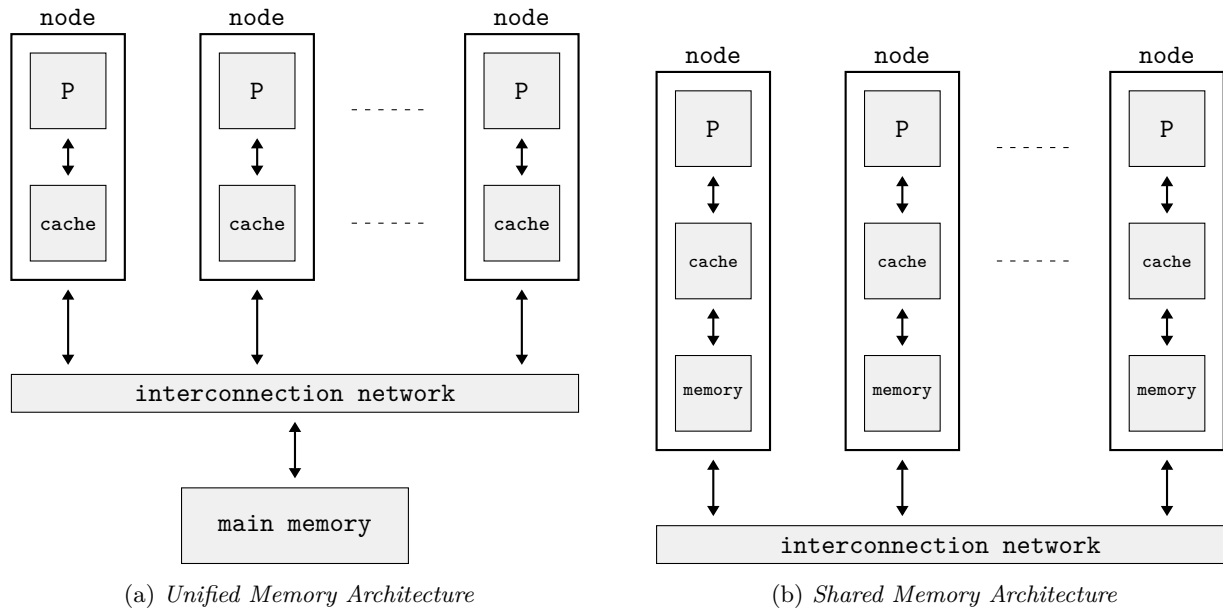 node node node
P P P
cache cache cache
interconnection network
main memory
(a) Unified Memory Architecture
node node node
P P P
cache cache cache
memory memory memory
interconnection network
(b) Shared Memory Architecture